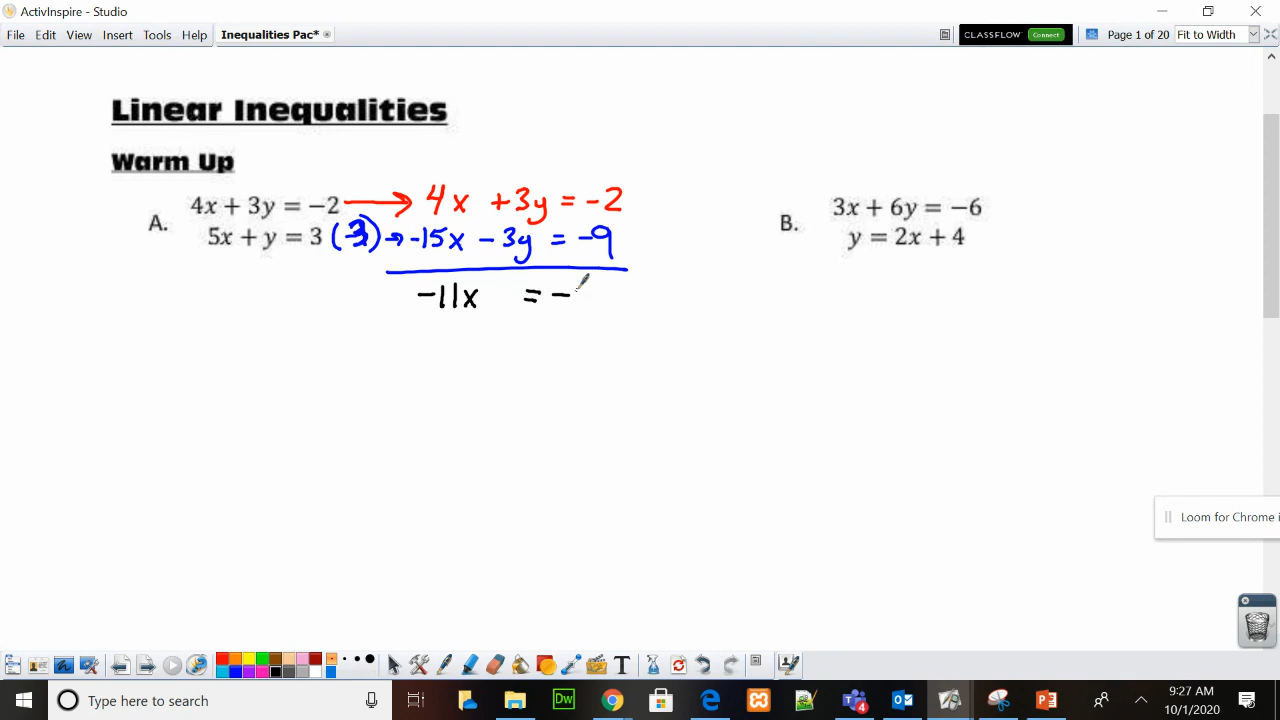 ActivInspire - Studio
File Edit View Insert Tools Help Inequalities Pac* CLASSFLOW Connect Page 1 of 20 Fit to Width
Linear Inequalities
Warm Up
A. 4x + 3y = −2 → 4x + 3y = -2
5x + y = 3 (-3) → -15x - 3y = -9
-11x = -
B. 3x + 6y = −6
y = 2x + 4
Loom for Chrome i
T
Type here to search
Dw
4
9:27 AM
10/1/2020